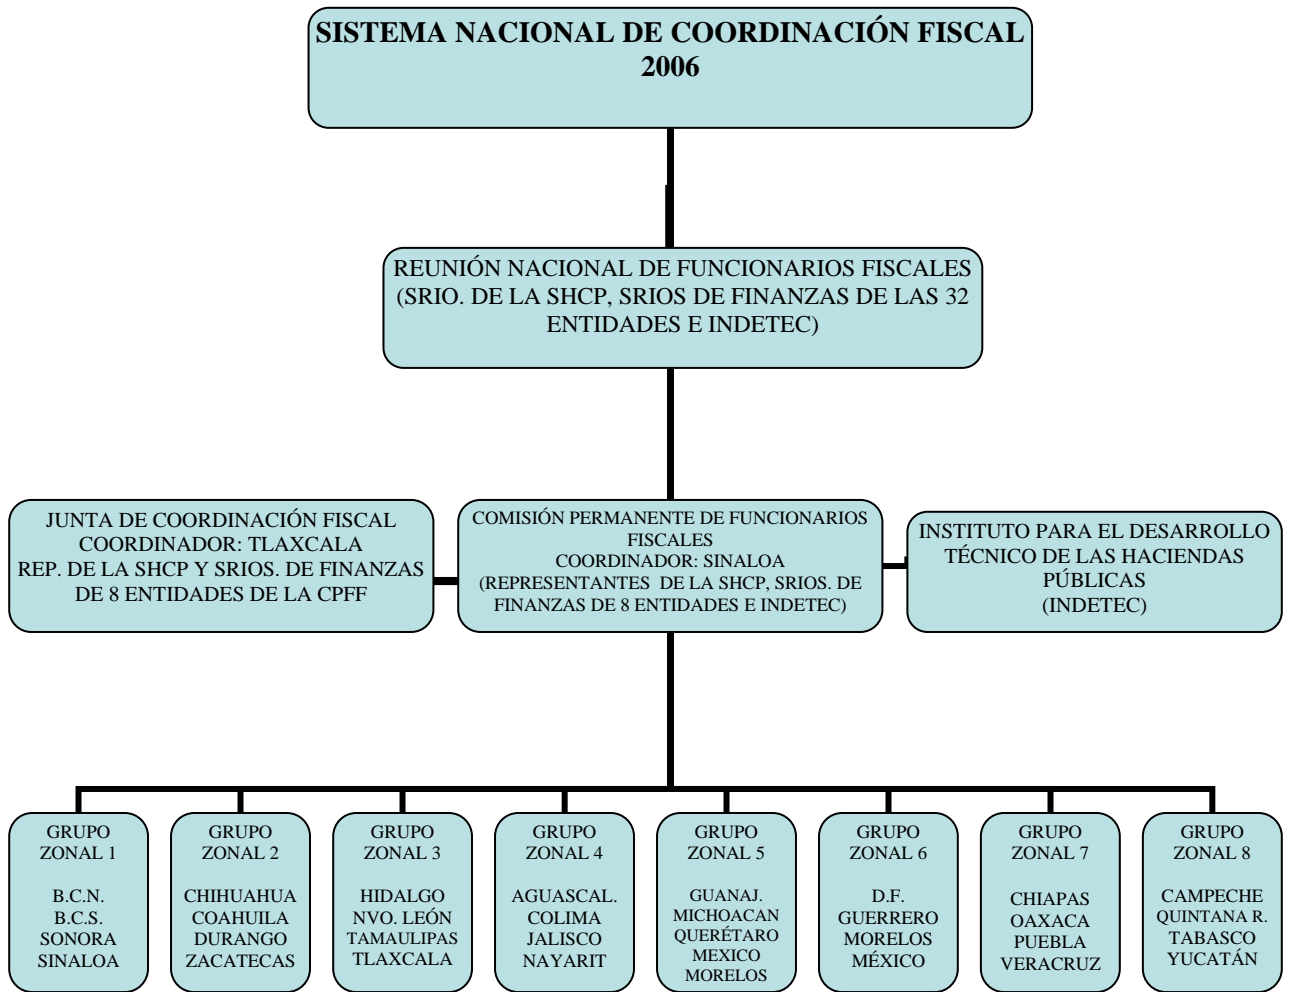 SISTEMA NACIONAL DE COORDINACIÓN FISCAL
2006
REUNIÓN NACIONAL DE FUNCIONARIOS FISCALES
(SRIO. DE LA SHCP, SRIOS DE FINANZAS DE LAS 32
ENTIDADES E INDETEC)
JUNTA DE COORDINACIÓN FISCAL
COORDINADOR: TLAXCALA
REP. DE LA SHCP Y SRIOS. DE FINANZAS
DE 8 ENTIDADES DE LA CPFF
COMISIÓN PERMANENTE DE FUNCIONARIOS
FISCALES
COORDINADOR: SINALOA
(REPRESENTANTES DE LA SHCP, SRIOS. DE
FINANZAS DE 8 ENTIDADES E INDETEC)
INSTITUTO PARA EL DESARROLLO
TÉCNICO DE LAS HACIENDAS
PÚBLICAS
(INDETEC)
GRUPO
ZONAL 1
B.C.N.
B.C.S.
SONORA
SINALOA
GRUPO
ZONAL 2
CHIHUAHUA
COAHUILA
DURANGO
ZACATECAS
GRUPO
ZONAL 3
HIDALGO
NVO. LEÓN
TAMAULIPAS
TLAXCALA
GRUPO
ZONAL 4
AGUASCAL.
COLIMA
JALISCO
NAYARIT
GRUPO
ZONAL 5
GUANAJ.
MICHOACAN
QUERÉTARO
MEXICO
MORELOS
GRUPO
ZONAL 6
D.F.
GUERRERO
MORELOS
MÉXICO
GRUPO
ZONAL 7
CHIAPAS
OAXACA
PUEBLA
VERACRUZ
GRUPO
ZONAL 8
CAMPECHE
QUINTANA R.
TABASCO
YUCATÁN